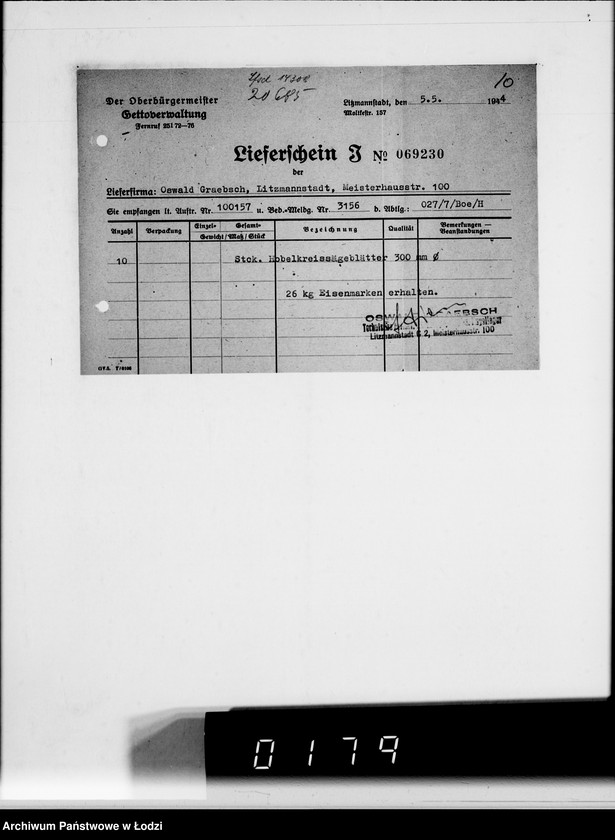 20 685
10
Der Oberbürgermeister
Gettoverwaltung
Fernruf 251 72—76
Litzmannstadt, den 5.5. 1944
Moltkestr. 157
Lieferschein J No 069230
der
Lieferfirma: Oswald Graebsch, Litzmannstadt, Meisterhausstr. 100
Sie empfangen lt. Auftr. Nr. 100157 u. Bed.-Meldg. Nr. 3156 d. Abtlg.: 027/7/Boe/H
Anzahl Verpackung Einzel- Gesamt- Gewicht/Maß/Stück Bezeichnung Qualität Bemerkungen — Beanstandungen
10 Stck. Hobelkreissägeblätter 300 mm Ø
26 kg Eisenmarken erhalten.
Litzmannstadt C 2, Meisterhausstr. 100
0179
Archiwum Państwowe w Łodzi